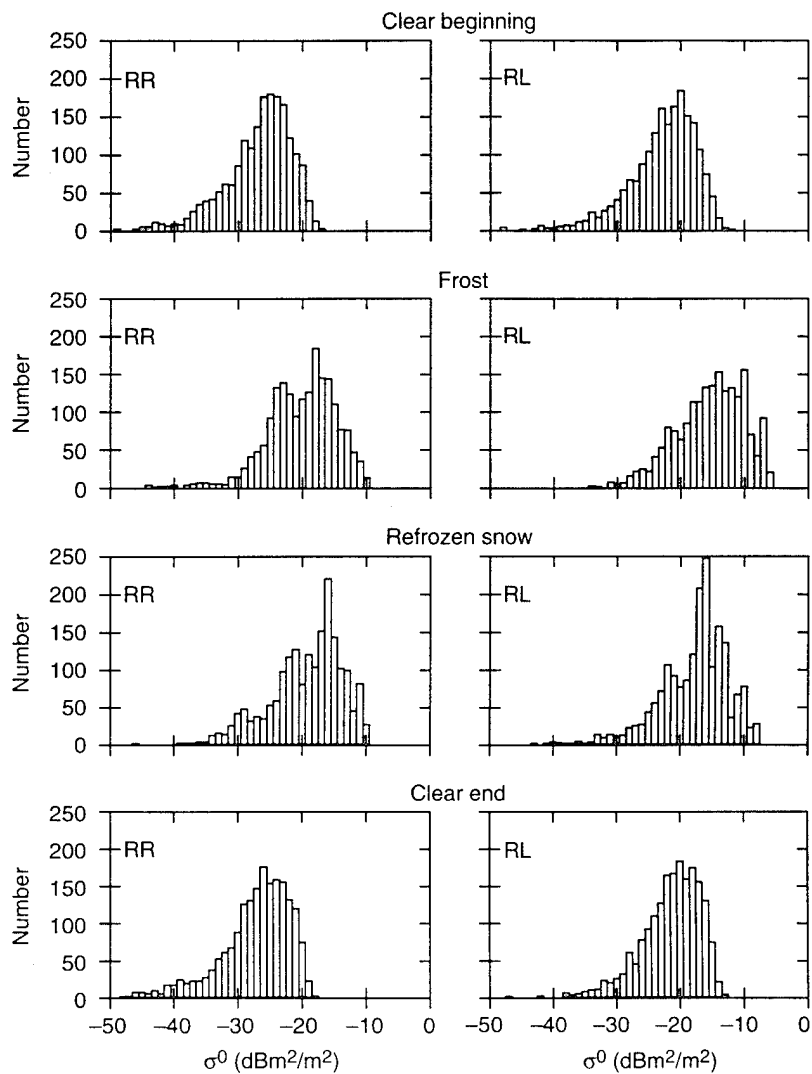 Clear beginning
250
200
150
100
50
0
Number
RR
RL
Frost
250
200
150
100
50
0
Number
RR
RL
Refrozen snow
250
200
150
100
50
0
Number
RR
RL
Clear end
250
200
150
100
50
0
Number
RR
RL
−50 −40 −30 −20 −10 0
−50 −40 −30 −20 −10 0
σ⁰ (dBm²/m²)
σ⁰ (dBm²/m²)